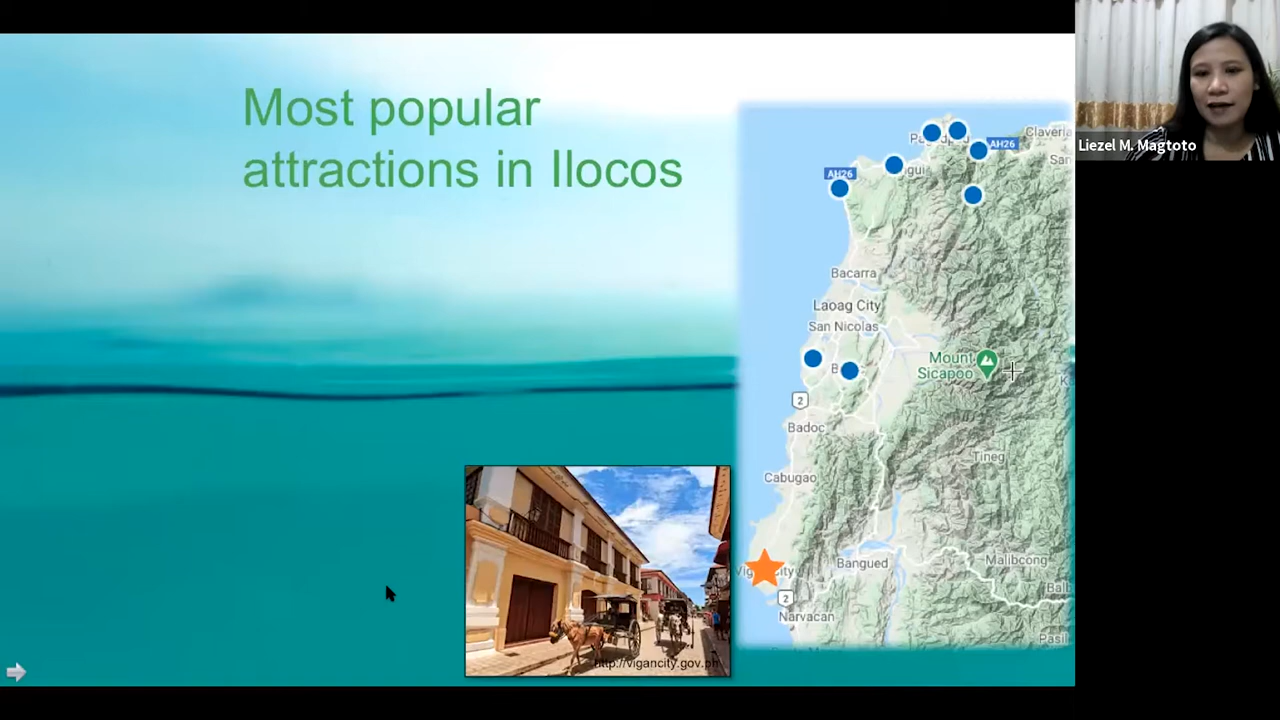 Most popular
attractions in Ilocos
Liezel M. Magtoto
Claveria
AH26
AH26
Bacarra
Laoag City
San Nicolas
Mount
Sicapoo
2
Badoc
Tineg
Cabugao
Malibcong
Bangued
2
Narvacan
http://vigancity.gov.ph